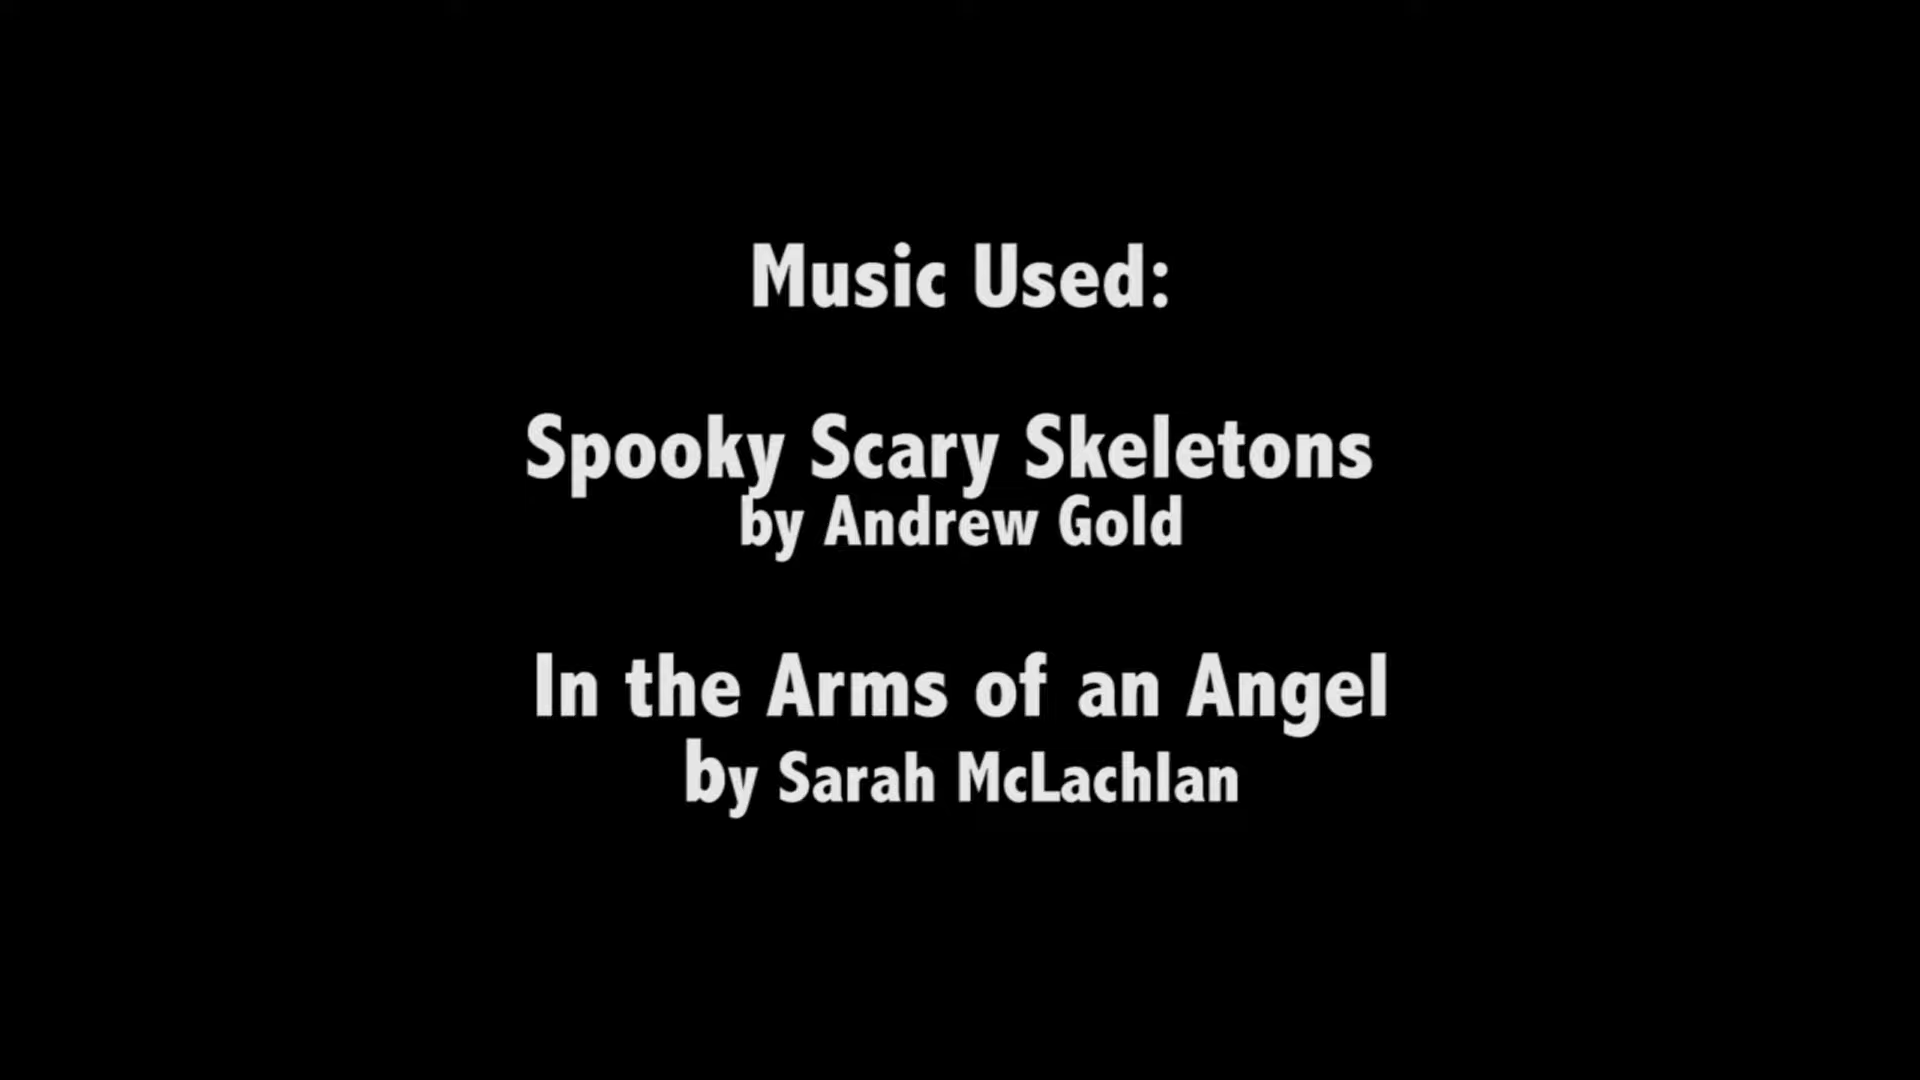 Music Used:
Spooky Scary Skeletons
by Andrew Gold
In the Arms of an Angel
by Sarah McLachlan